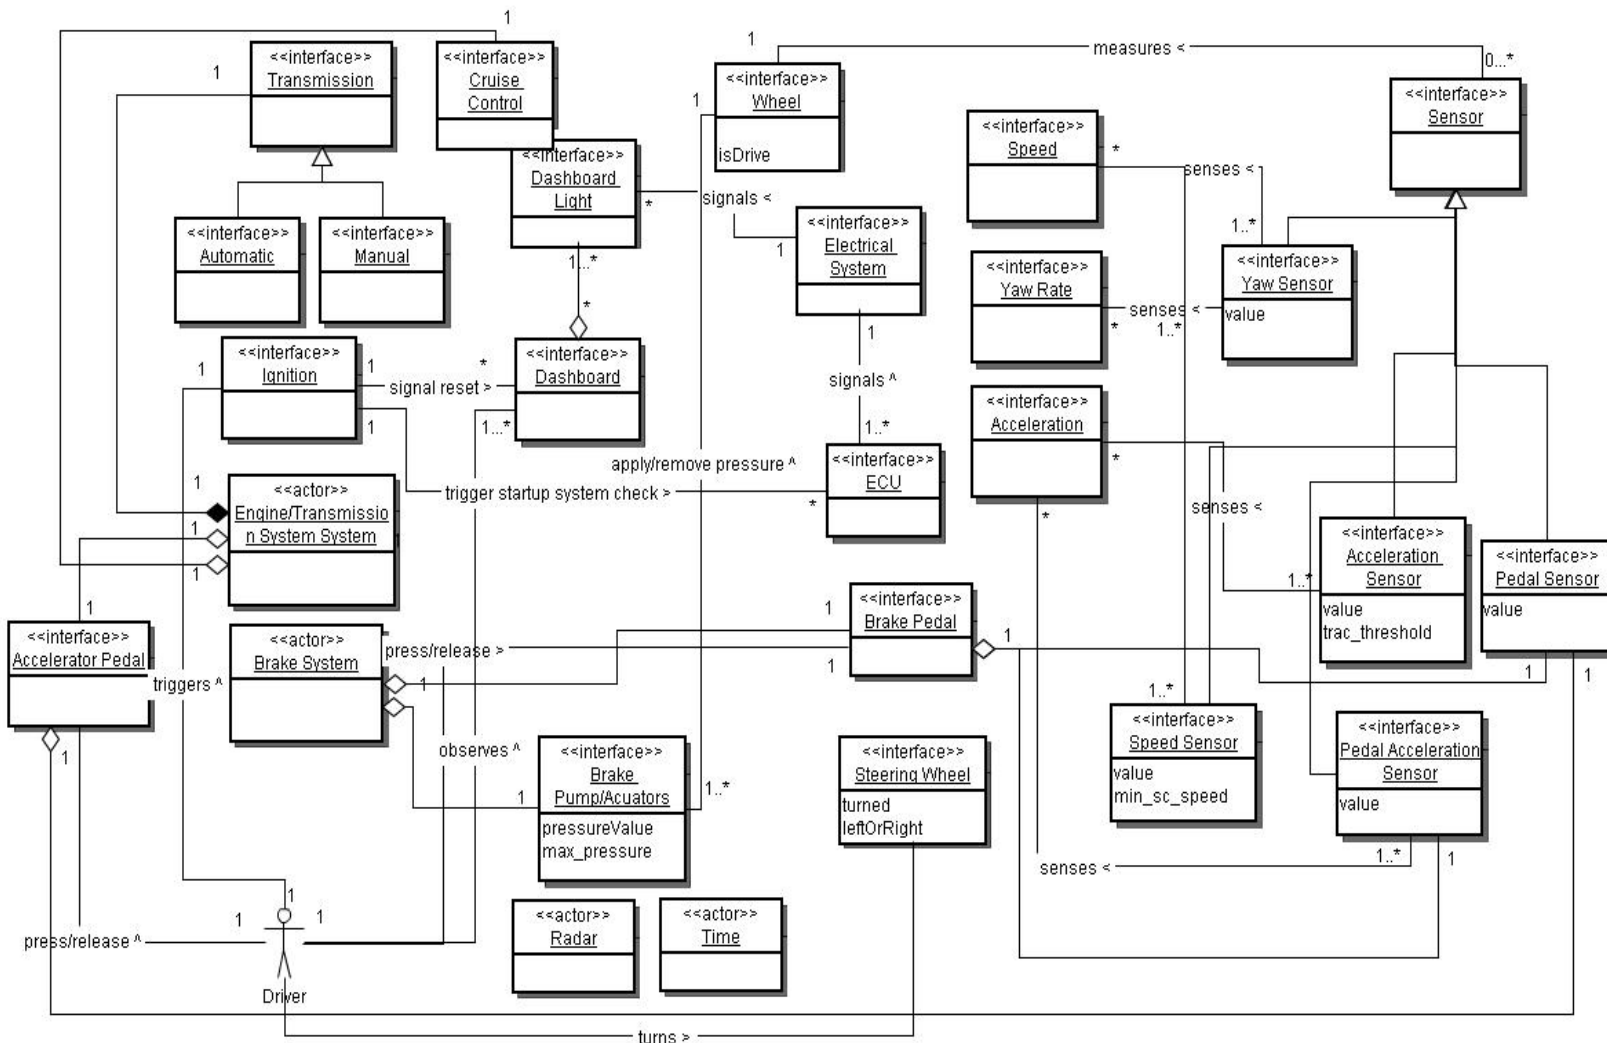 1
<<interface>>
Transmission
1
<<interface>>
Cruise
Control
1
<<interface>>
Wheel
isDrive
1
measures <
0...*
<<interface>>
Sensor
<<interface>>
Dashboard
Light
*
signals <
1
<<interface>>
Electrical
System
<<interface>>
Speed
*
senses <
1..*
<<interface>>
Automatic
<<interface>>
Manual
1...*
*
<<interface>>
Yaw Rate
*
senses <
1..*
<<interface>>
Yaw Sensor
value
1
<<interface>>
Ignition
1
signal reset >
*
<<interface>>
Dashboard
1
1...*
1
signals ^
1..*
<<interface>>
ECU
*
<<interface>>
Acceleration
*
*
senses <
1..*
apply/remove pressure ^
trigger startup system check >
1
1
1
1
<<actor>>
Engine/Transmissio
n System System
<<interface>>
Acceleration
Sensor
value
trac_threshold
<<interface>>
Pedal Sensor
value
1
1
1
<<interface>>
Accelerator Pedal
1
triggers ^
<<actor>>
Brake System
1
press/release >
1
1
<<interface>>
Brake Pedal
1
observes ^
1
<<interface>>
Brake
Pump/Acuators
pressureValue
max_pressure
1..*
<<interface>>
Steering Wheel
turned
leftOrRight
1..*
<<interface>>
Speed Sensor
value
min_sc_speed
<<interface>>
Pedal Acceleration
Sensor
value
1..*
1
senses <
press/release ^
1
1
1
Driver
<<actor>>
Radar
<<actor>>
Time
turns >